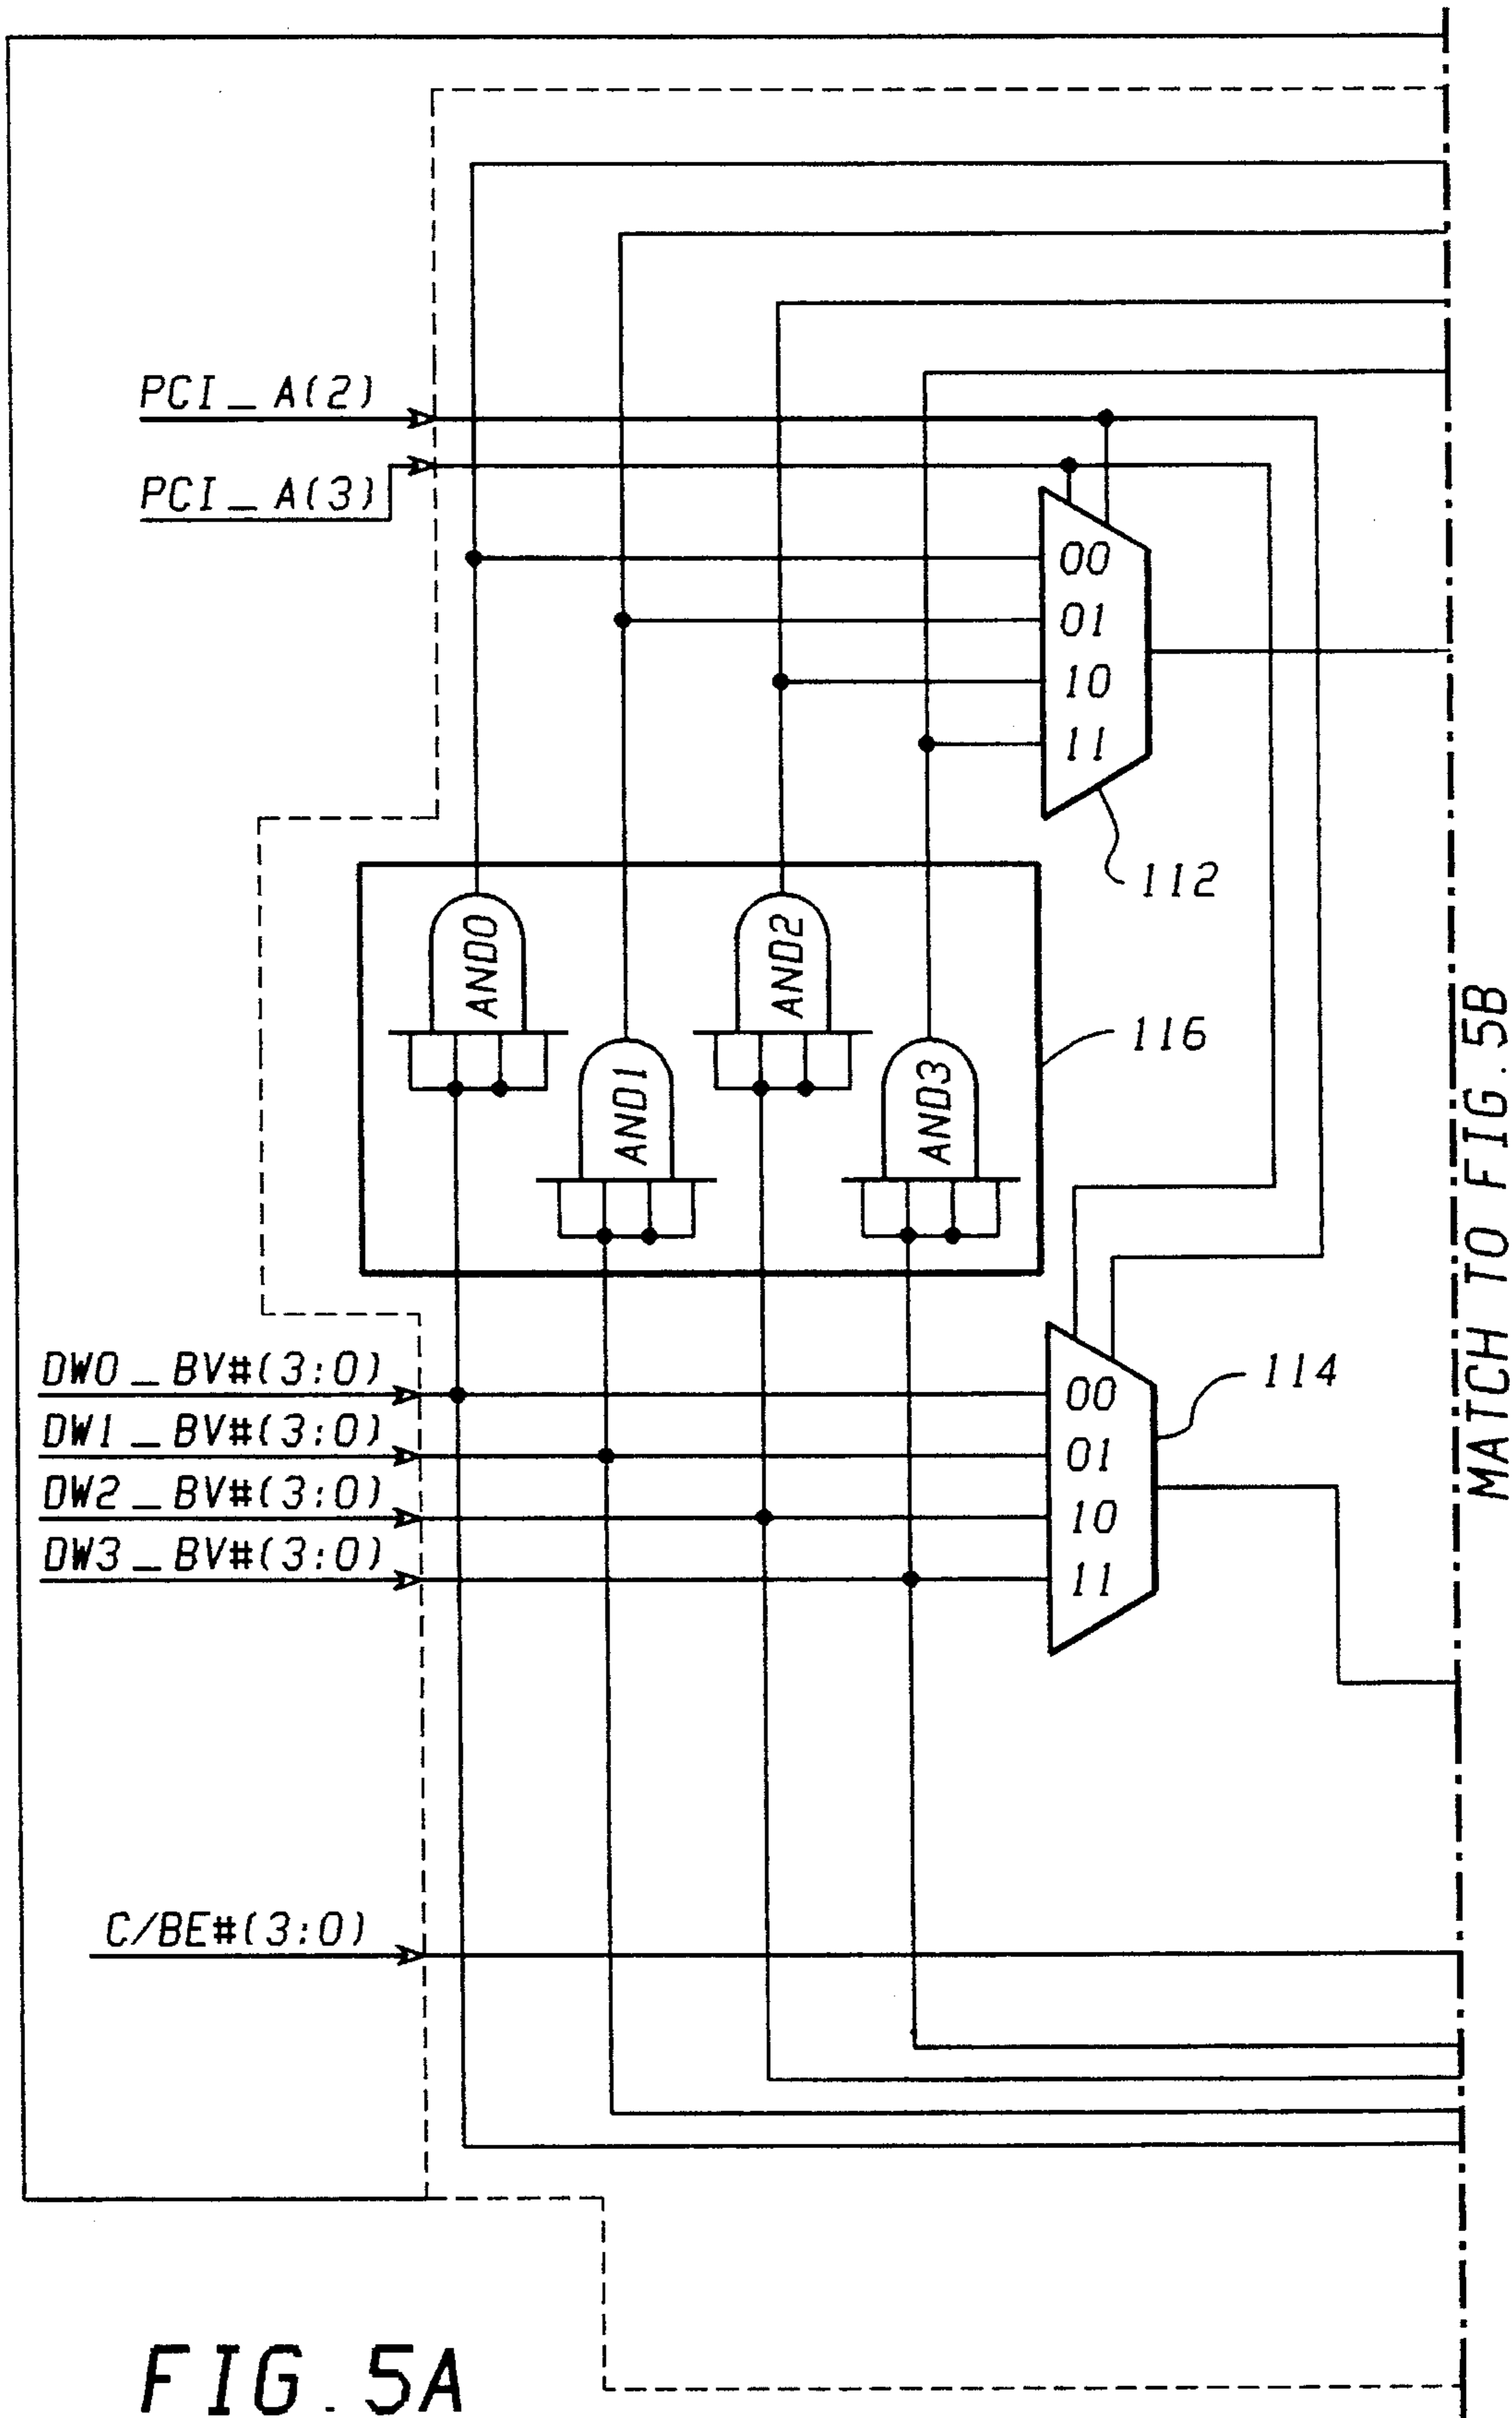 PCI_A(2)
PCI_A(3)
00
01
10
11
112
AND0
AND1
AND2
AND3
116
DW0_BV#(3:0)
DW1_BV#(3:0)
DW2_BV#(3:0)
DW3_BV#(3:0)
00
01
10
11
114
C/BE#(3:0)
MATCH TO FIG.5B
FIG.5A